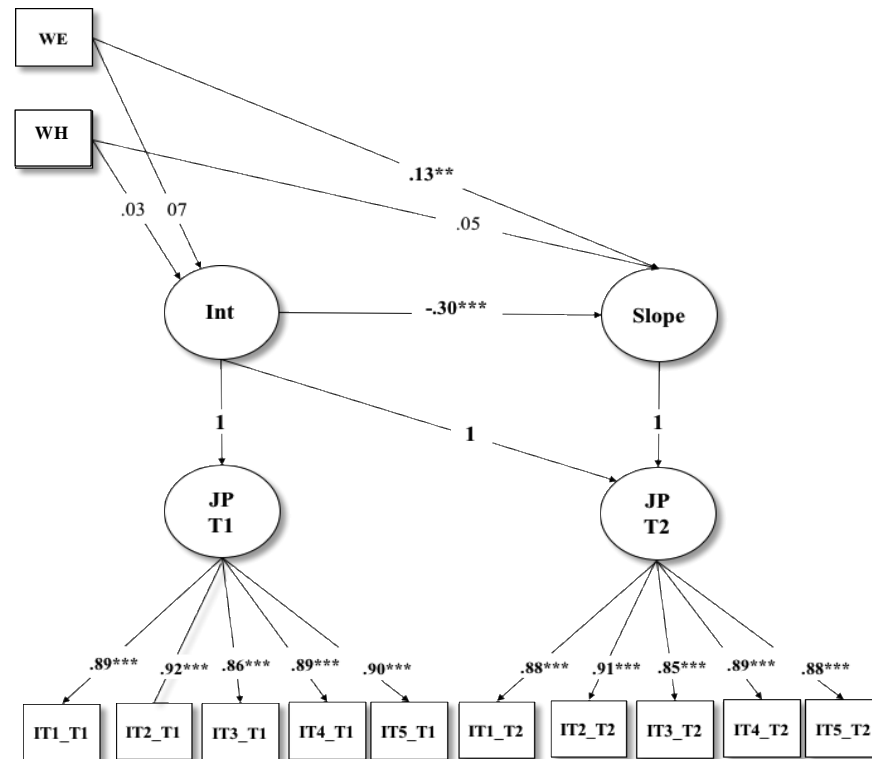 WE
WH
.13**
.03
07
.05
Int
-.30***
Slope
1
1
1
JP
T1
JP
T2
.89***
.92***
.86***
.89***
.90***
.88***
.91***
.85***
.89***
.88***
IT1_T1
IT2_T1
IT3_T1
IT4_T1
IT5_T1
IT1_T2
IT2_T2
IT3_T2
IT4_T2
IT5_T2